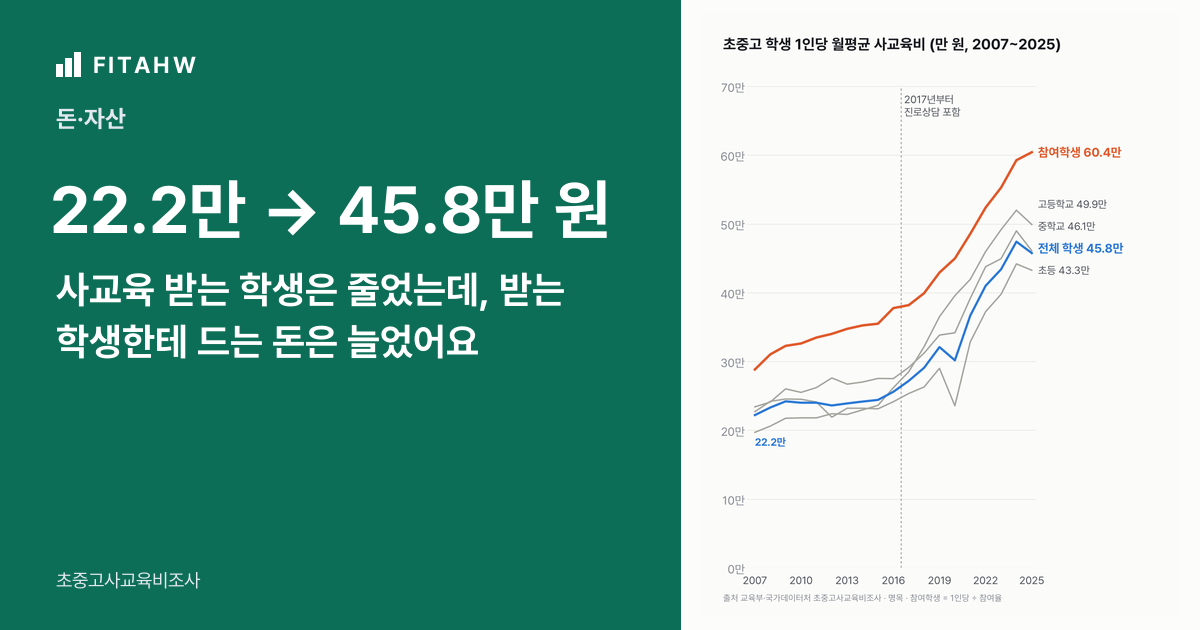 FITAHW
돈·자산
22.2만 → 45.8만 원
사교육 받는 학생은 줄었는데, 받는
학생한테 드는 돈은 늘었어요
초중고사교육비조사
초중고 학생 1인당 월평균 사교육비 (만 원, 2007~2025)
70만
2017년부터
진로상담 포함
60만
참여학생 60.4만
고등학교 49.9만
50만
중학교 46.1만
전체 학생 45.8만
초등 43.3만
40만
30만
20만
22.2만
10만
0만
2007 2010 2013 2016 2019 2022 2025
출처 교육부·국가데이터처 초중고사교육비조사 · 명목 · 참여학생 = 1인당 ÷ 참여율